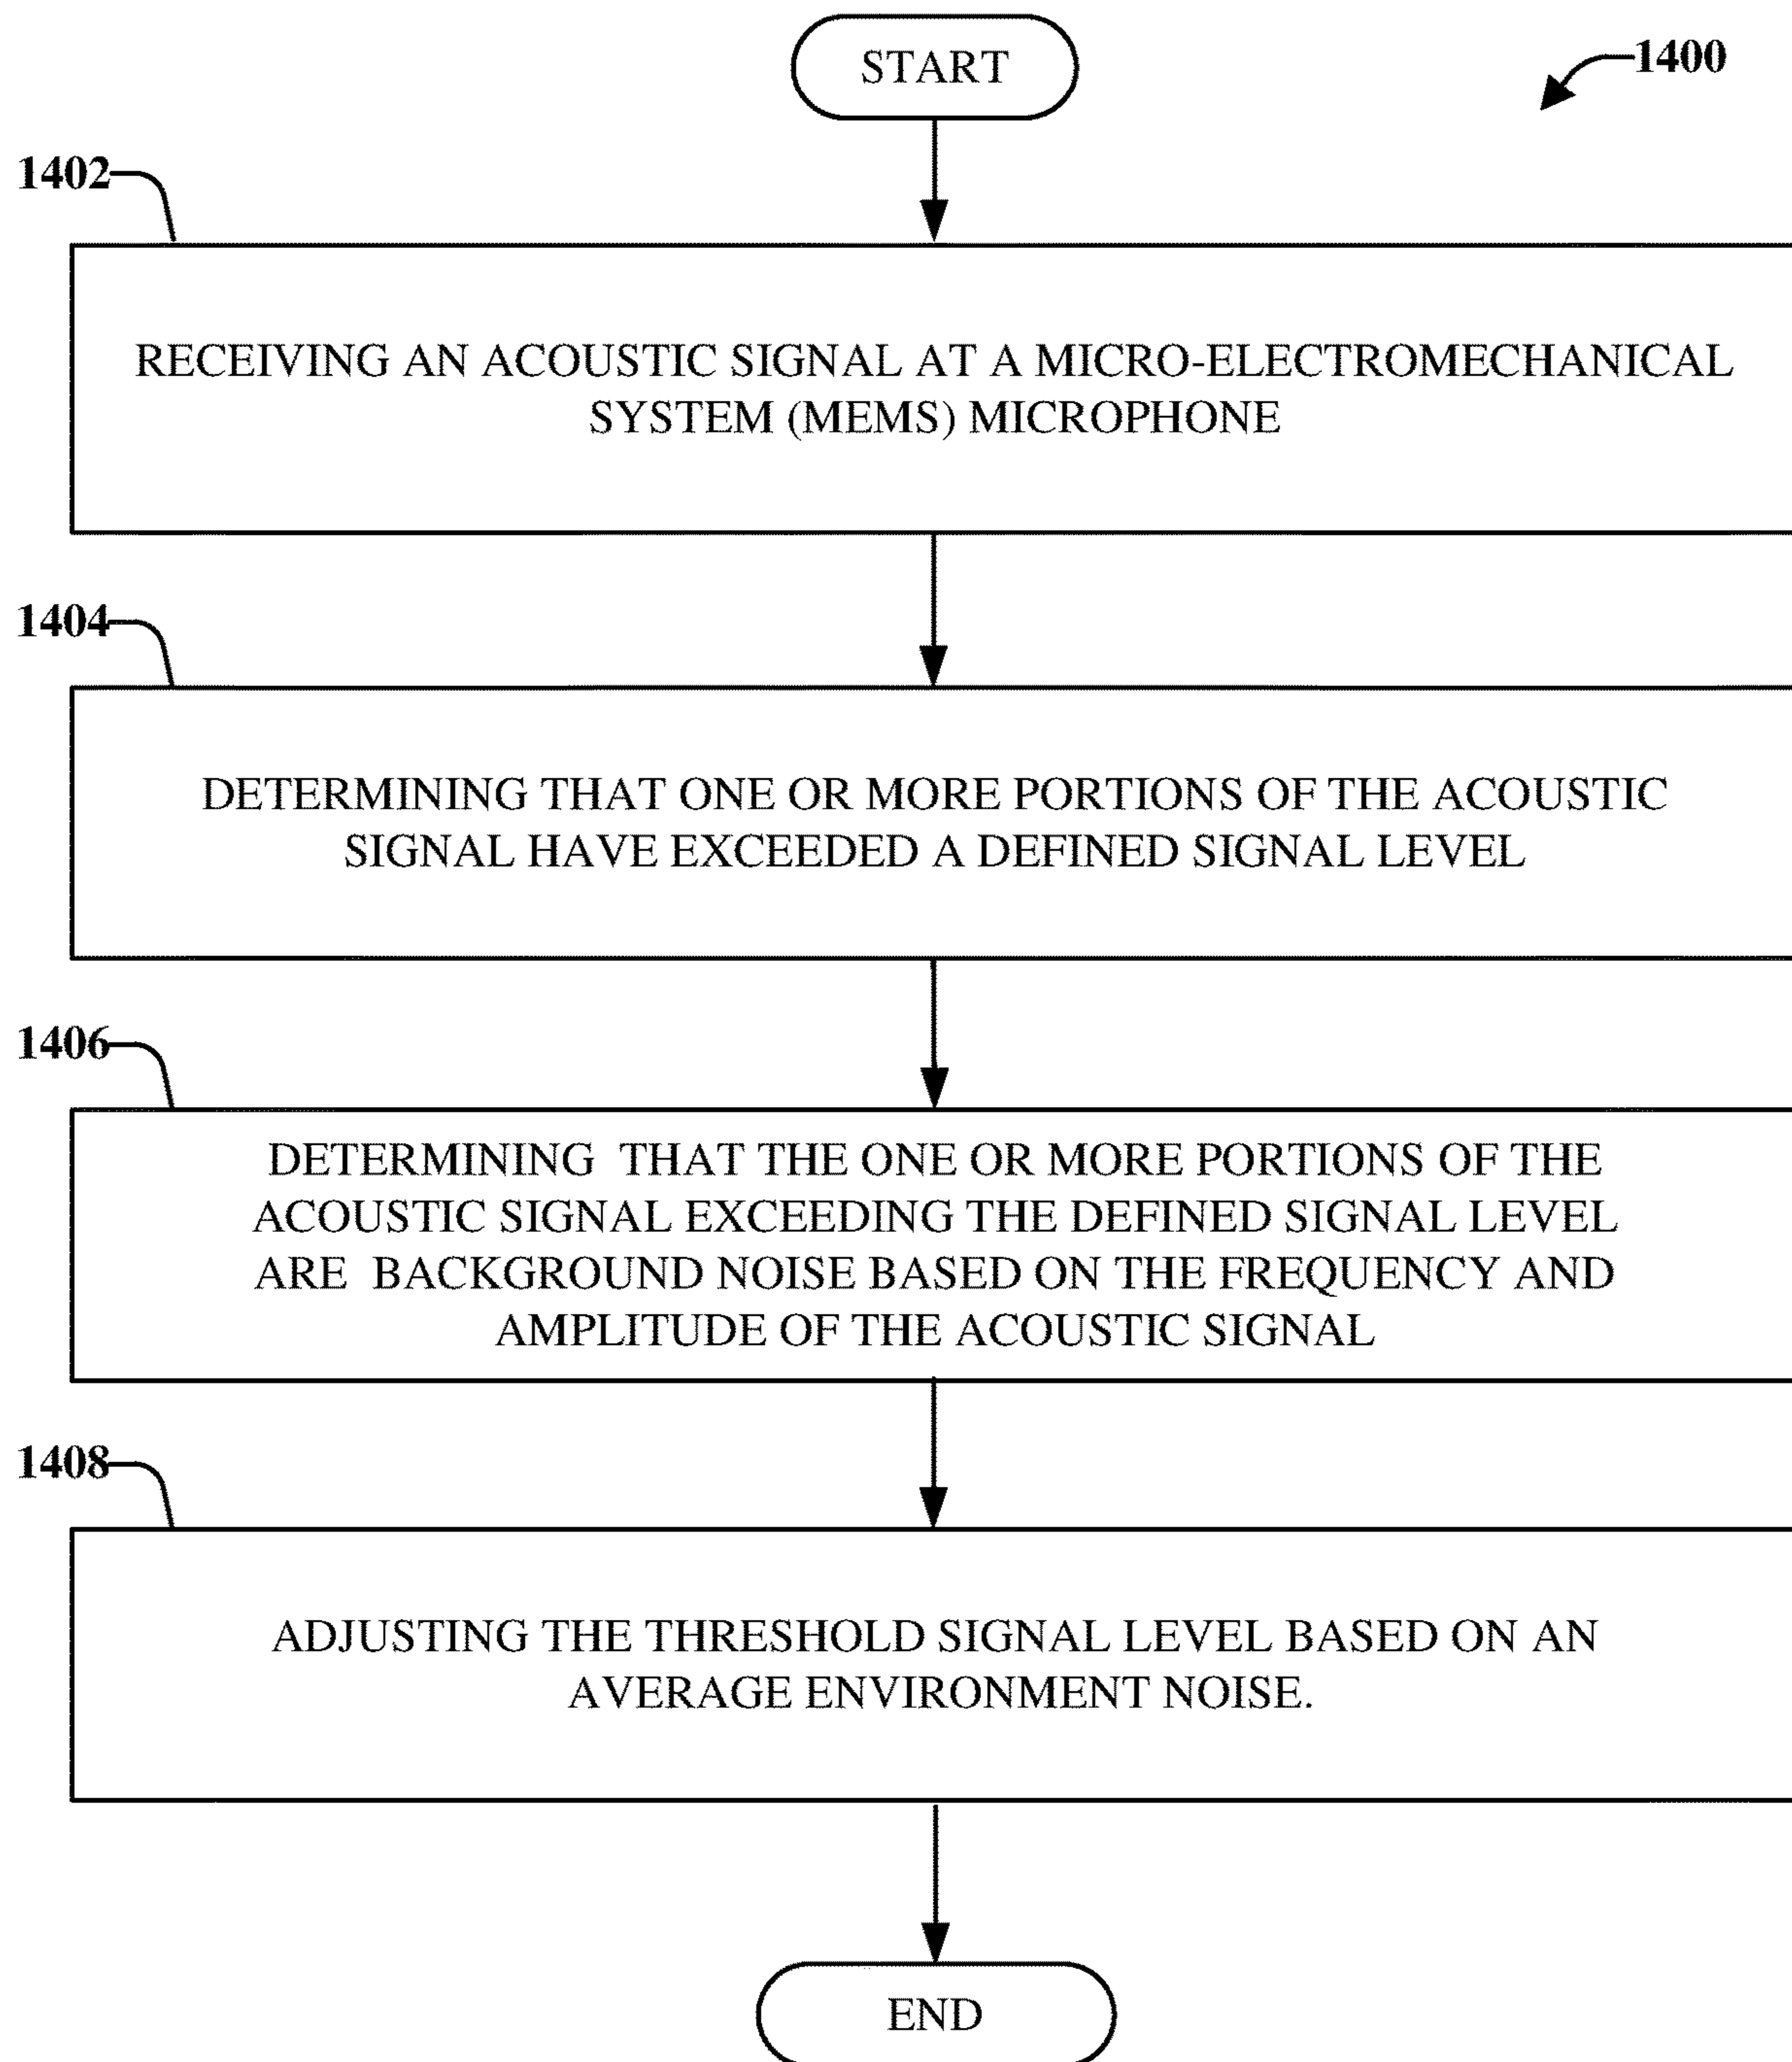 START
1400
1402
RECEIVING AN ACOUSTIC SIGNAL AT A MICRO-ELECTROMECHANICAL
SYSTEM (MEMS) MICROPHONE
1404
DETERMINING THAT ONE OR MORE PORTIONS OF THE ACOUSTIC
SIGNAL HAVE EXCEEDED A DEFINED SIGNAL LEVEL
1406
DETERMINING THAT THE ONE OR MORE PORTIONS OF THE
ACOUSTIC SIGNAL EXCEEDING THE DEFINED SIGNAL LEVEL
ARE BACKGROUND NOISE BASED ON THE FREQUENCY AND
AMPLITUDE OF THE ACOUSTIC SIGNAL
1408
ADJUSTING THE THRESHOLD SIGNAL LEVEL BASED ON AN
AVERAGE ENVIRONMENT NOISE.
END